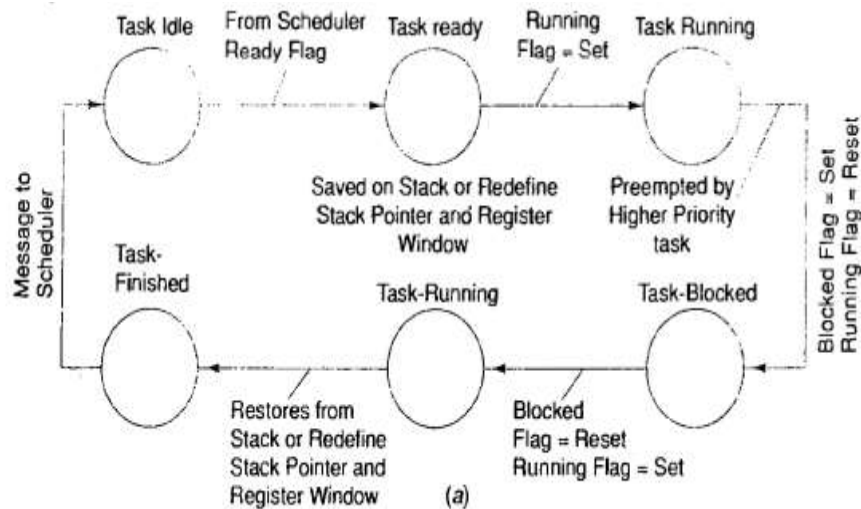 Task Idle
From Scheduler
Ready Flag
Task ready
Running
Flag = Set
Task Running
Saved on Stack or Redefine
Stack Pointer and Register
Window
Preempted by
Higher Priority
task
Blocked Flag = Set
Running Flag = Reset
Message to
Scheduler
Task-
Finished
Task-Running
Task-Blocked
Restores from
Stack or Redefine
Stack Pointer and
Register Window
Blocked
Flag = Reset
Running Flag = Set
(a)